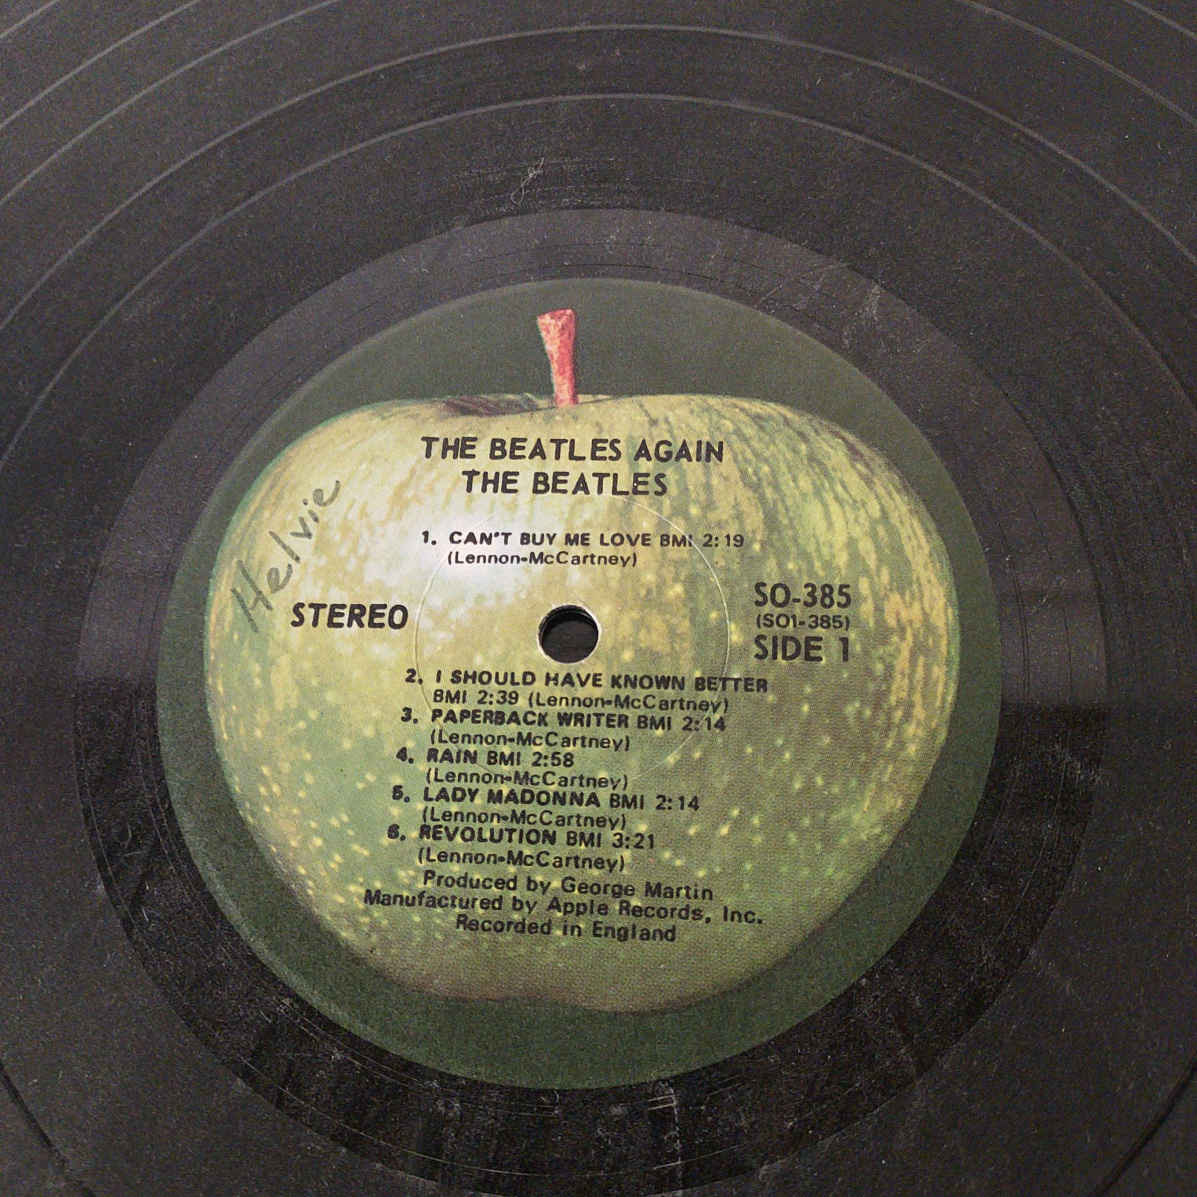 THE BEATLES AGAIN
THE BEATLES
Helvie
1. CAN'T BUY ME LOVE BMI 2:19
(Lennon-McCartney)
STEREO
SO-385
(SO1-385)
SIDE 1
2. I SHOULD HAVE KNOWN BETTER
BMI 2:39 (Lennon-McCartney)
3. PAPERBACK WRITER BMI 2:14
(Lennon-McCartney)
4. RAIN BMI 2:58
(Lennon-McCartney)
5. LADY MADONNA BMI 2:14
(Lennon-McCartney)
6. REVOLUTION BMI 3:21
(Lennon-McCartney)
Produced by George Martin
Manufactured by Apple Records, Inc.
Recorded in England